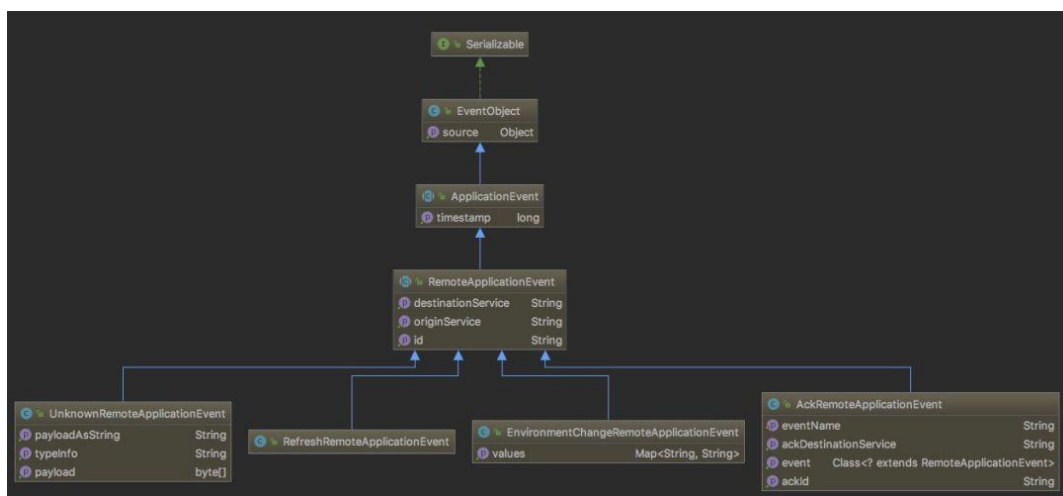 Serializable
EventObject
source Object
ApplicationEvent
timestamp long
RemoteApplicationEvent
destinationService String
originService String
id String
UnknownRemoteApplicationEvent
payloadAsString String
typeInfo String
payload byte[]
RefreshRemoteApplicationEvent
EnvironmentChangeRemoteApplicationEvent
values Map<String, String>
AckRemoteApplicationEvent
eventName String
ackDestinationService String
event Class<? extends RemoteApplicationEvent>
ackId String